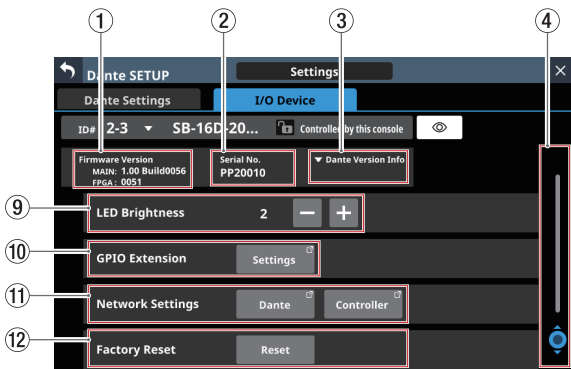 ① ② ③ ④
Dante SETUP Settings ×
Dante Settings I/O Device
ID# 2-3 SB-16D-20... Controlled by this console
Firmware Version Serial No. ▼ Dante Version Info
MAIN: 1.00 Build0056 PP20010
FPGA: 0051
⑨ LED Brightness 2 − +
⑩ GPIO Extension Settings
⑪ Network Settings Dante Controller
⑫ Factory Reset Reset